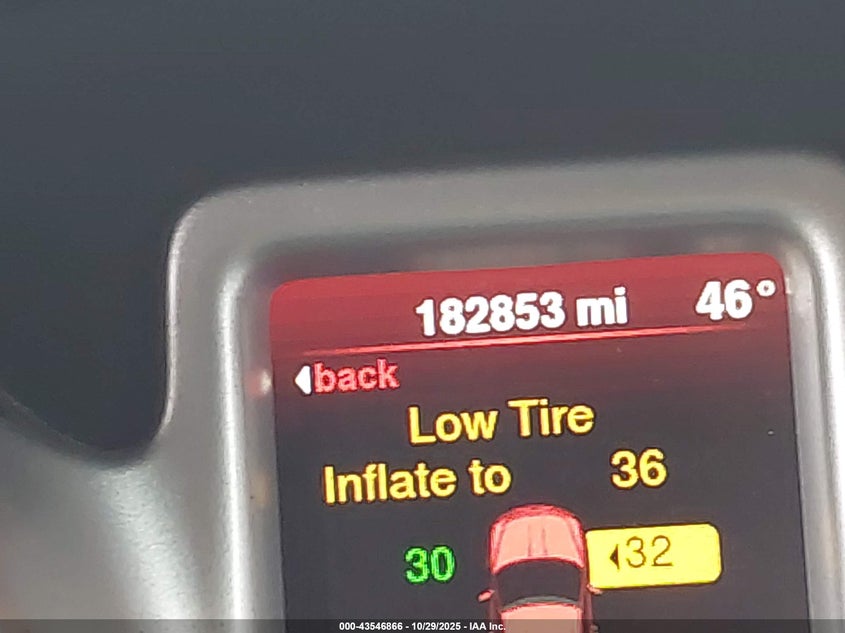 182853 mi 46°
back
Low Tire
Inflate to 36
30 32
000-43546866 - 10/29/2025 - IAA Inc.